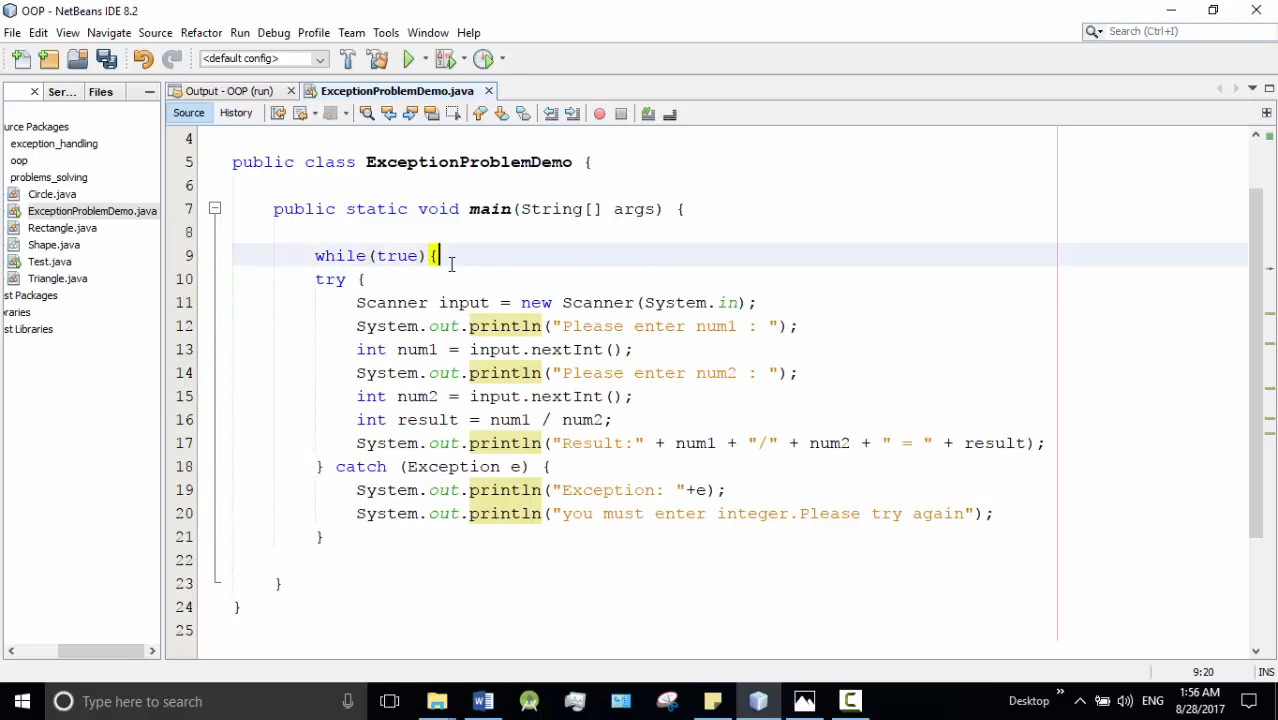 OOP - NetBeans IDE 8.2
File Edit View Navigate Source Refactor Run Debug Profile Team Tools Window Help
Search (Ctrl+I)
<default config>
Ser... Files
Output - OOP (run) ExceptionProblemDemo.java
Source History
urce Packages
exception_handling
oop
problems_solving
Circle.java
ExceptionProblemDemo.java
Rectangle.java
Shape.java
Test.java
Triangle.java
st Packages
raries
st Libraries
4
5 public class ExceptionProblemDemo {
6
7 public static void main(String[] args) {
8
9 while(true){
10 try {
11 Scanner input = new Scanner(System.in);
12 System.out.println("Please enter num1 : ");
13 int num1 = input.nextInt();
14 System.out.println("Please enter num2 : ");
15 int num2 = input.nextInt();
16 int result = num1 / num2;
17 System.out.println("Result:" + num1 + "/" + num2 + " = " + result);
18 } catch (Exception e) {
19 System.out.println("Exception: "+e);
20 System.out.println("you must enter integer.Please try again");
21 }
22
23 }
24 }
25
9:20 INS
Type here to search
Desktop
ENG
1:56 AM
8/28/2017